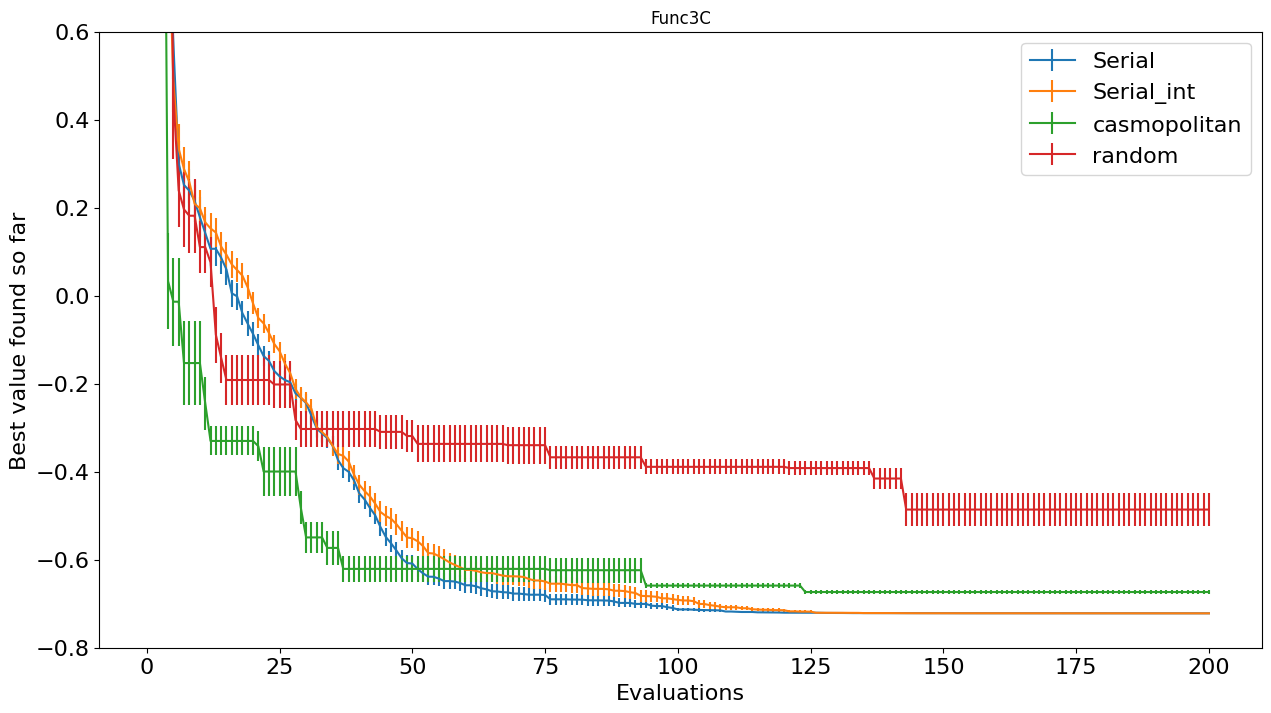 Func3C
Best value found so far
0.6
0.4
0.2
0.0
−0.2
−0.4
−0.6
−0.8
Serial
Serial_int
casmopolitan
random
0 25 50 75 100 125 150 175 200
Evaluations